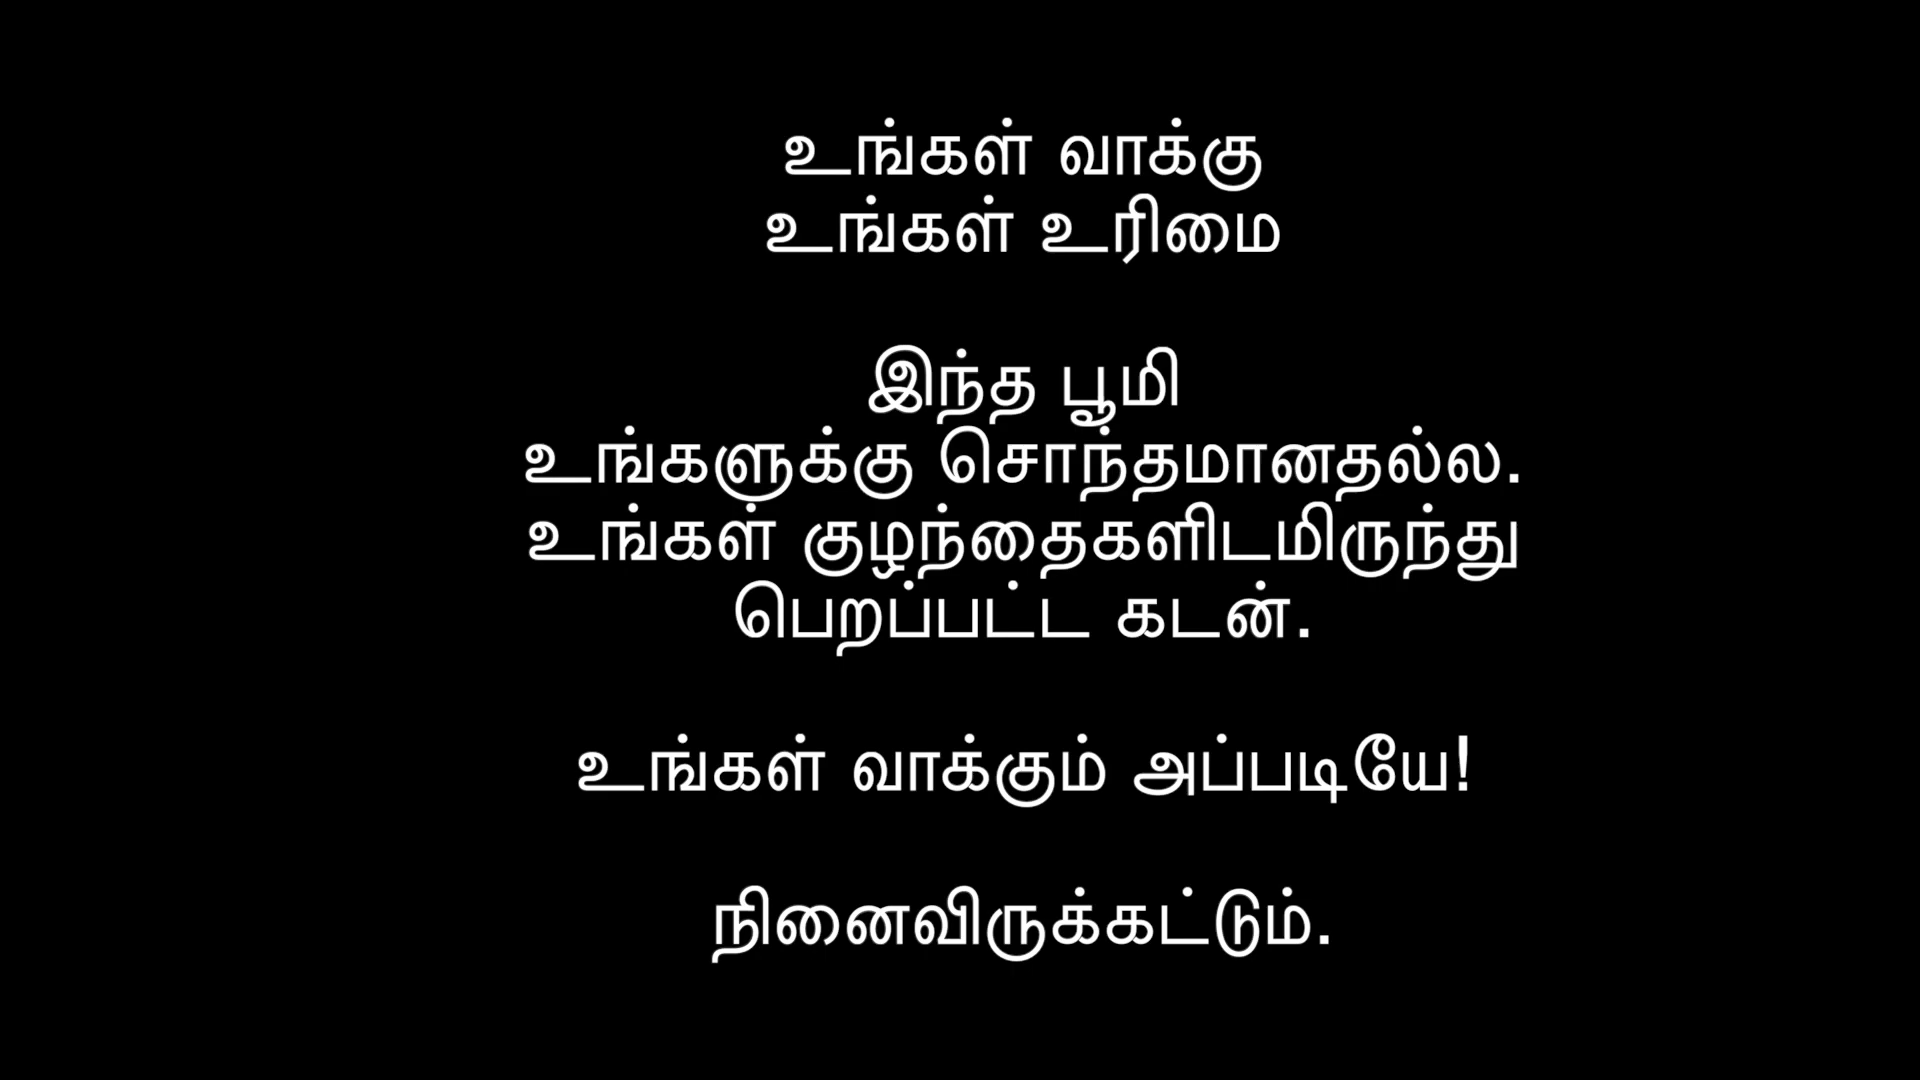 உங்கள் வாக்கு
உங்கள் உரிமை
இந்த பூமி
உங்களுக்கு சொந்தமானதல்ல.
உங்கள் குழந்தைகளிடமிருந்து
பெறப்பட்ட கடன்.
உங்கள் வாக்கும் அப்படியே!
நினைவிருக்கட்டும்.